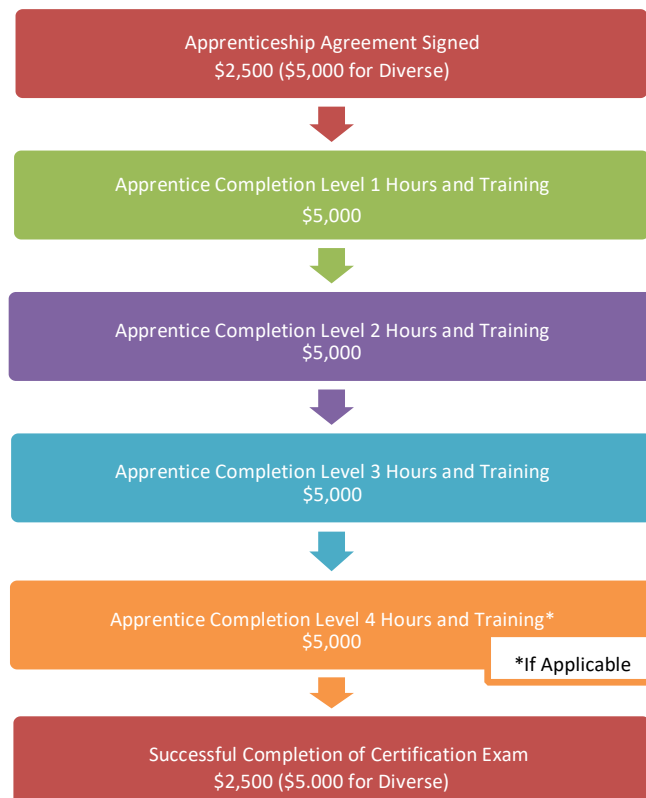 Apprenticeship Agreement Signed
$2,500 ($5,000 for Diverse)
Apprentice Completion Level 1 Hours and Training
$5,000
Apprentice Completion Level 2 Hours and Training
$5,000
Apprentice Completion Level 3 Hours and Training
$5,000
Apprentice Completion Level 4 Hours and Training*
$5,000
*If Applicable
Successful Completion of Certification Exam
$2,500 ($5.000 for Diverse)